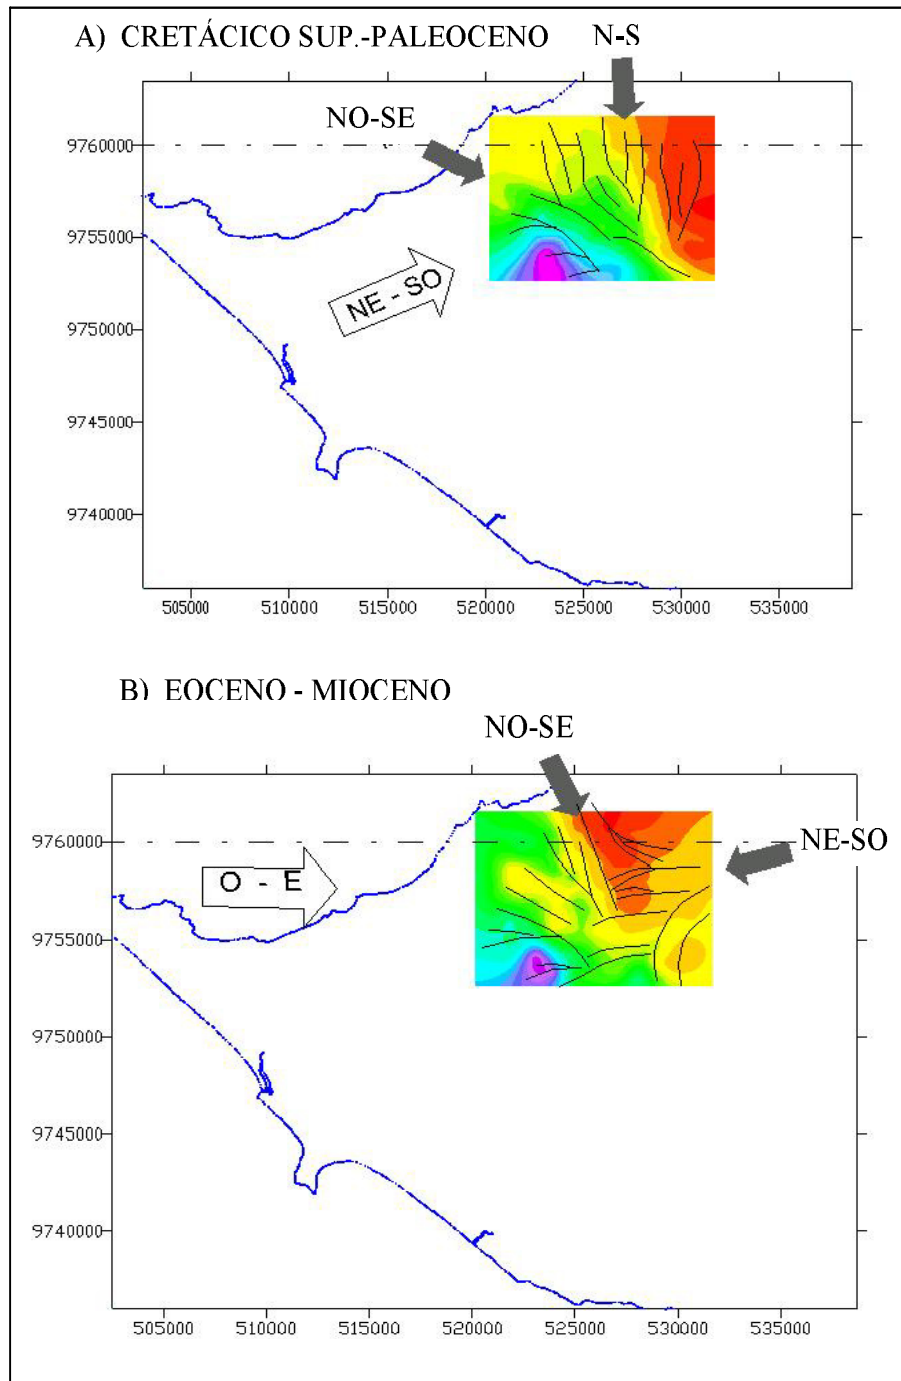 A) CRETÁCICO SUP.-PALEOCENO
N-S
NO-SE
NE - SO
9760000
9755000
9750000
9745000
9740000
505000 510000 515000 520000 525000 530000 535000
B) EOCENO - MIOCENO
NO-SE
NE-SO
O - E
9760000
9755000
9750000
9745000
9740000
505000 510000 515000 520000 525000 530000 535000